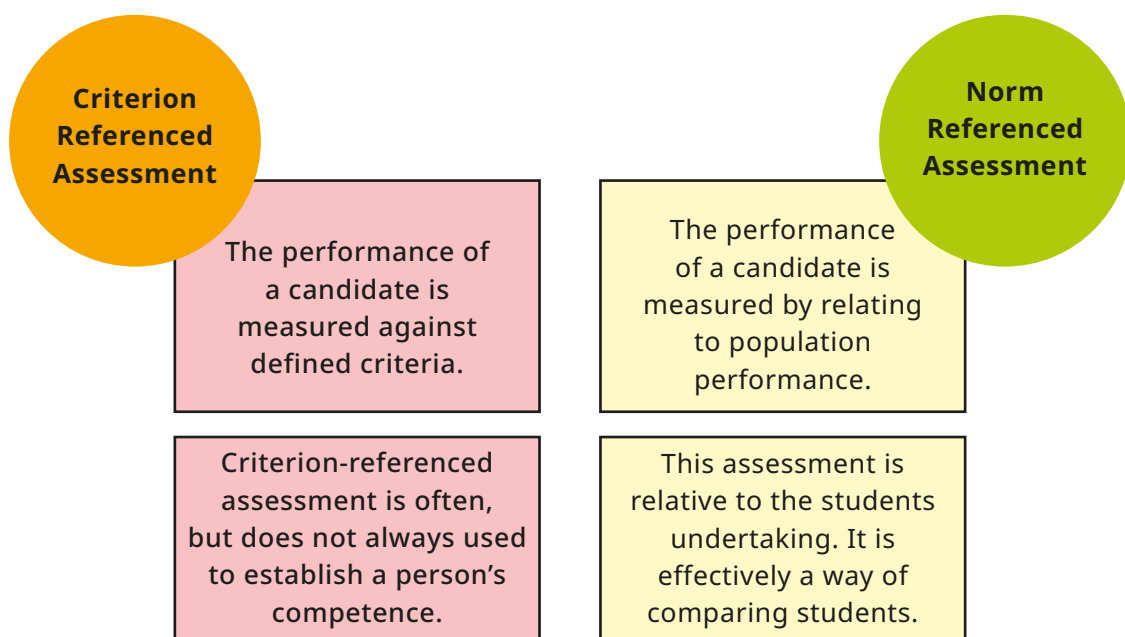 Criterion
Referenced
Assessment
The performance of
a candidate is
measured against
defined criteria.
Criterion-referenced
assessment is often,
but does not always used
to establish a person’s
competence.
Norm
Referenced
Assessment
The performance
of a candidate is
measured by relating
to population
performance.
This assessment is
relative to the students
undertaking. It is
effectively a way of
comparing students.